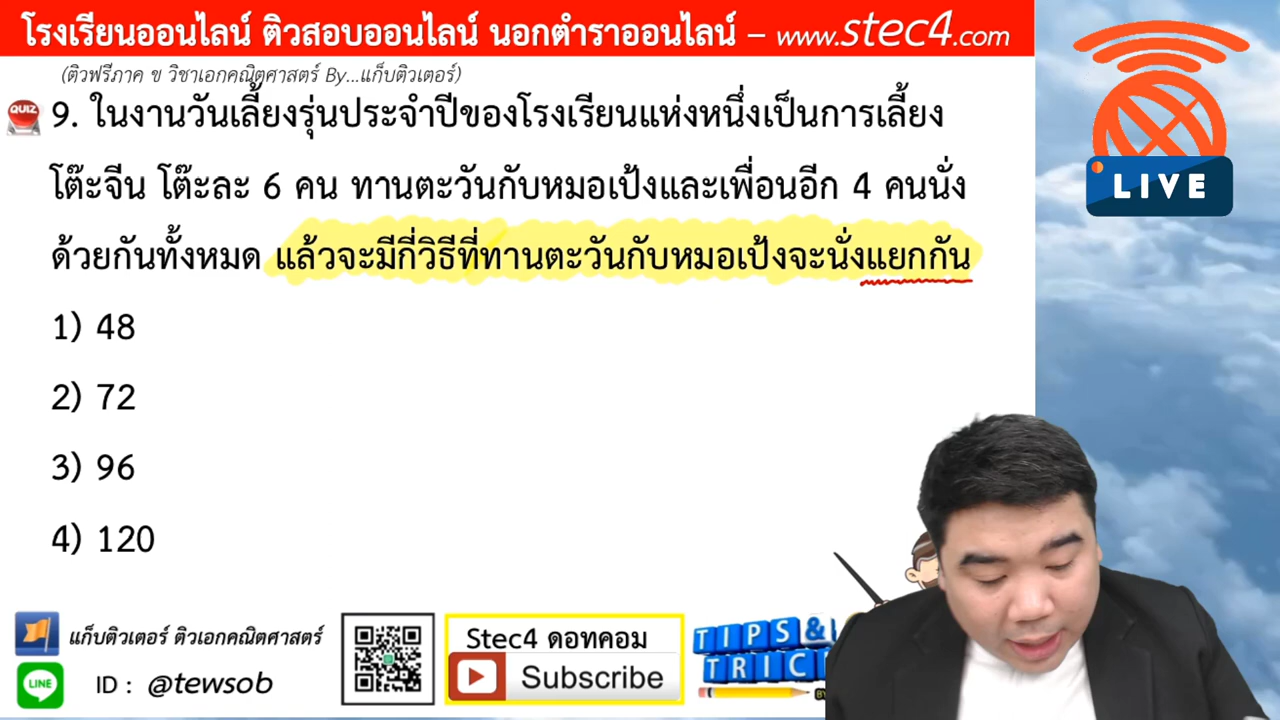 โรงเรียนออนไลน์ ติวสอบออนไลน์ นอกตำราออนไลน์ – www.stec4.com
(ติวฟรีภาค ข วิชาเอกคณิตศาสตร์ By...แก็บติวเตอร์)
QUIZ
9. ในงานวันเลี้ยงรุ่นประจำปีของโรงเรียนแห่งหนึ่งเป็นการเลี้ยง
โต๊ะจีน โต๊ะละ 6 คน ทานตะวันกับหมอเป้งและเพื่อนอีก 4 คนนั่ง
ด้วยกันทั้งหมด แล้วจะมีกี่วิธีที่ทานตะวันกับหมอเป้งจะนั่งแยกกัน
1) 48
2) 72
3) 96
4) 120
LIVE
แก็บติวเตอร์ ติวเอกคณิตศาสตร์
LINE
ID : @tewsob
Stec4 ดอทคอม
Subscribe
TIPS &
TRIC